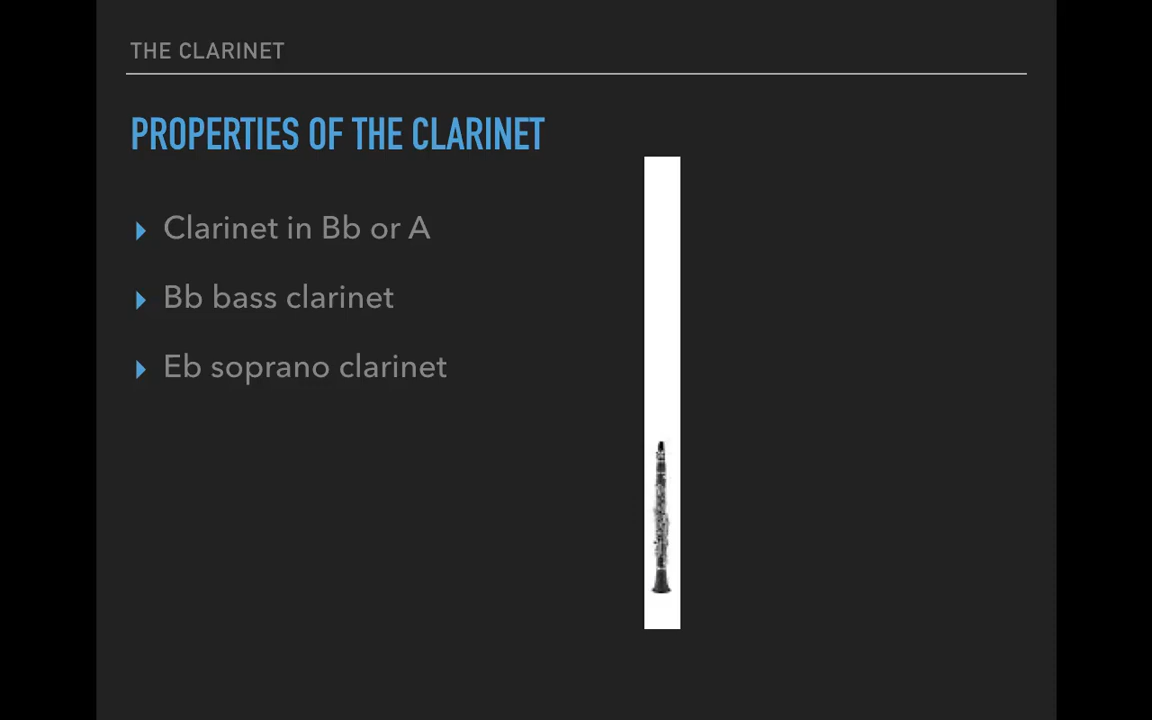 THE CLARINET
PROPERTIES OF THE CLARINET
Clarinet in Bb or A
Bb bass clarinet
Eb soprano clarinet